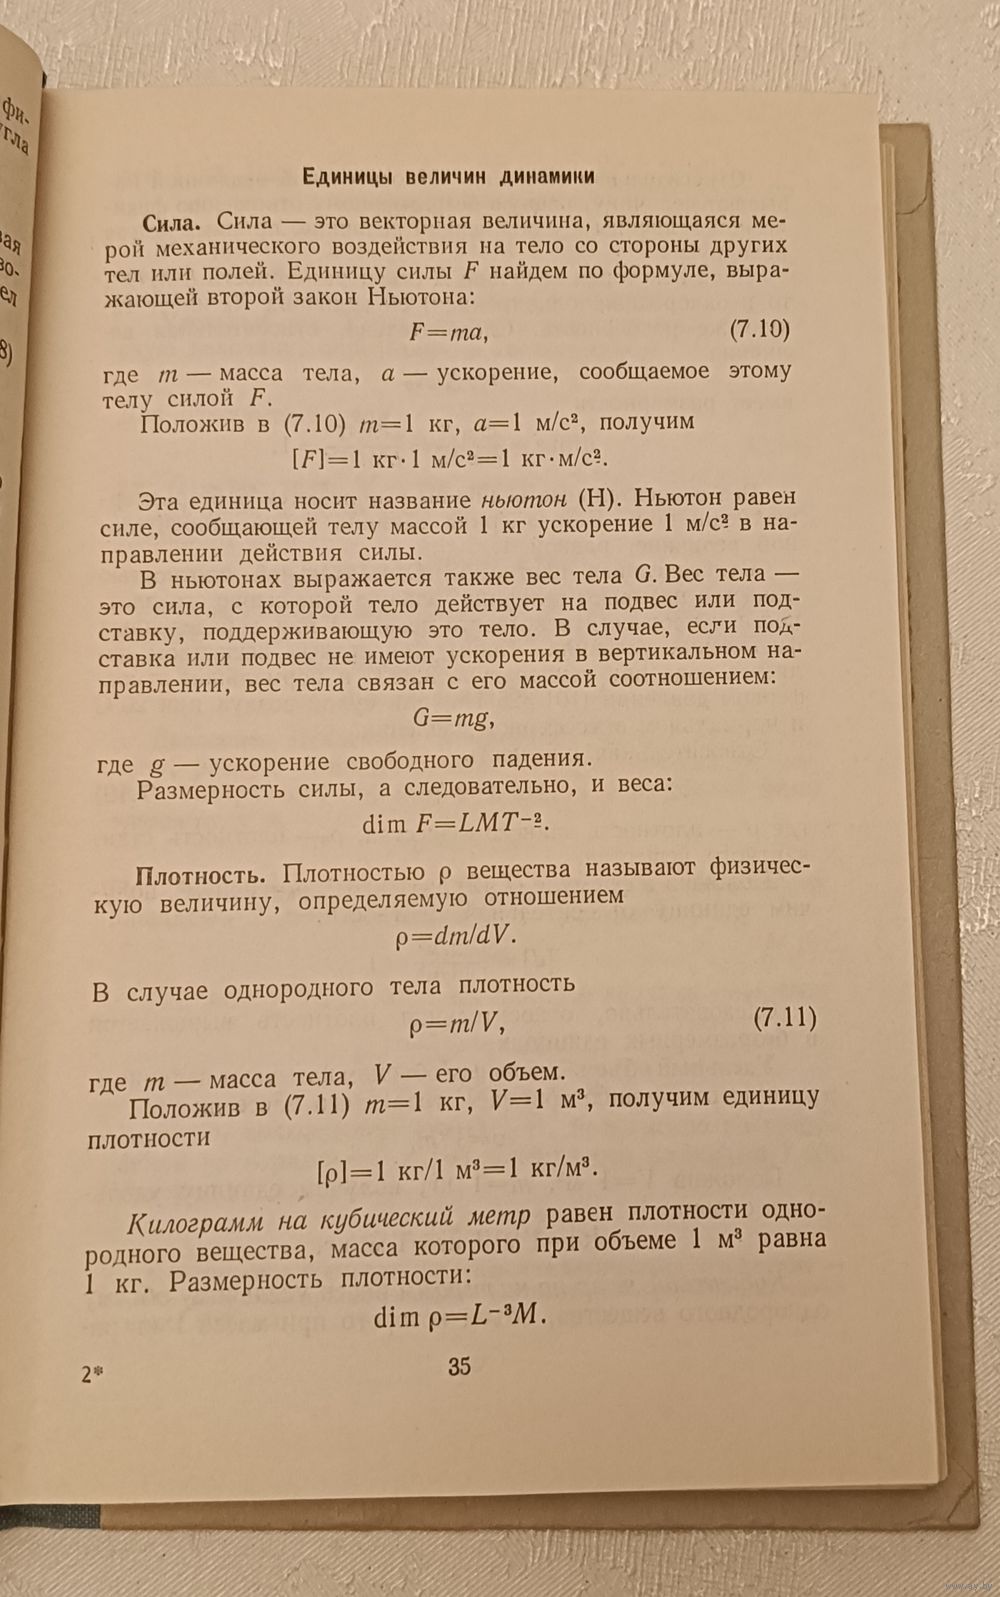 фи-
угла
вая
во-
ел
8)
Единицы величин динамики
Сила. Сила — это векторная величина, являющаяся ме-
рой механического воздействия на тело со стороны других
тел или полей. Единицу силы F найдем по формуле, выра-
жающей второй закон Ньютона:
F=ma, (7.10)
где m — масса тела, a — ускорение, сообщаемое этому
телу силой F.
Положив в (7.10) m=1 кг, a=1 м/с², получим
[F]=1 кг·1 м/с²=1 кг·м/с².
Эта единица носит название ньютон (Н). Ньютон равен
силе, сообщающей телу массой 1 кг ускорение 1 м/с² в на-
правлении действия силы.
В ньютонах выражается также вес тела G. Вес тела —
это сила, с которой тело действует на подвес или под-
ставку, поддерживающую это тело. В случае, если под-
ставка или подвес не имеют ускорения в вертикальном на-
правлении, вес тела связан с его массой соотношением:
G=mg,
где g — ускорение свободного падения.
Размерность силы, а следовательно, и веса:
dim F=LMT⁻².
Плотность. Плотностью ρ вещества называют физичес-
кую величину, определяемую отношением
ρ=dm/dV.
В случае однородного тела плотность
ρ=m/V, (7.11)
где m — масса тела, V — его объем.
Положив в (7.11) m=1 кг, V=1 м³, получим единицу
плотности
[ρ]=1 кг/1 м³=1 кг/м³.
Килограмм на кубический метр равен плотности одно-
родного вещества, масса которого при объеме 1 м³ равна
1 кг. Размерность плотности:
dim ρ=L⁻³M.
2* 35
www.ay.by